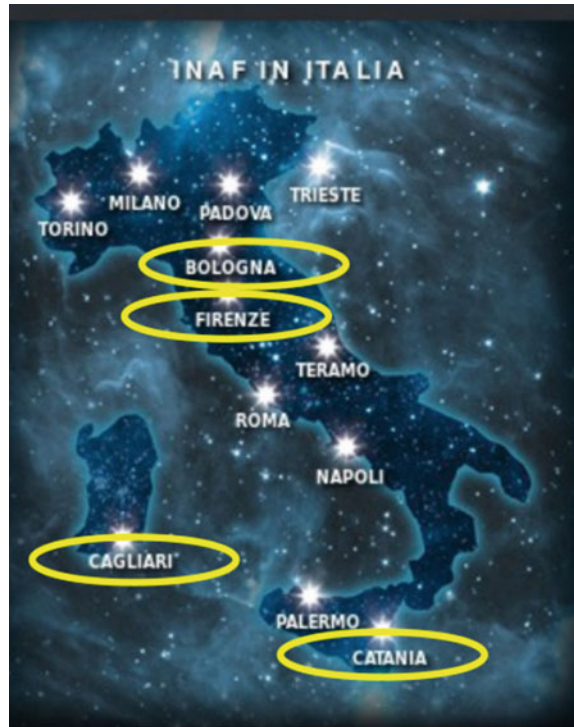 INAF IN ITALIA
TRIESTE
MILANO
PADOVA
TORINO
BOLOGNA
FIRENZE
TERAMO
ROMA
NAPOLI
CAGLIARI
PALERMO
CATANIA